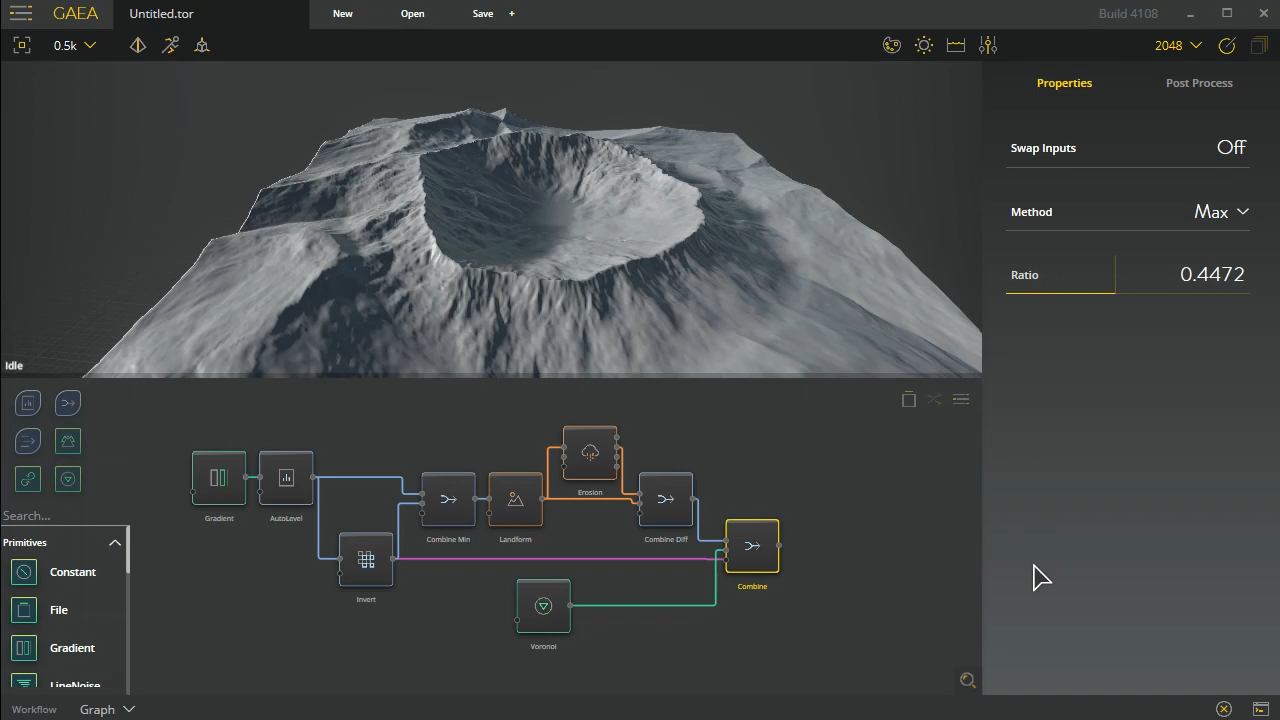 GAEA
Untitled.tor
New
Open
Save
+
Build 4108
0.5k
2048
Properties
Post Process
Swap Inputs
Off
Method
Max
Ratio
0.4472
Idle
Gradient
AutoLevel
Invert
Combine Min
Landform
Erosion
Combine Diff
Combine
Voronoi
Search...
Primitives
Constant
File
Gradient
LineNoise
Workflow
Graph